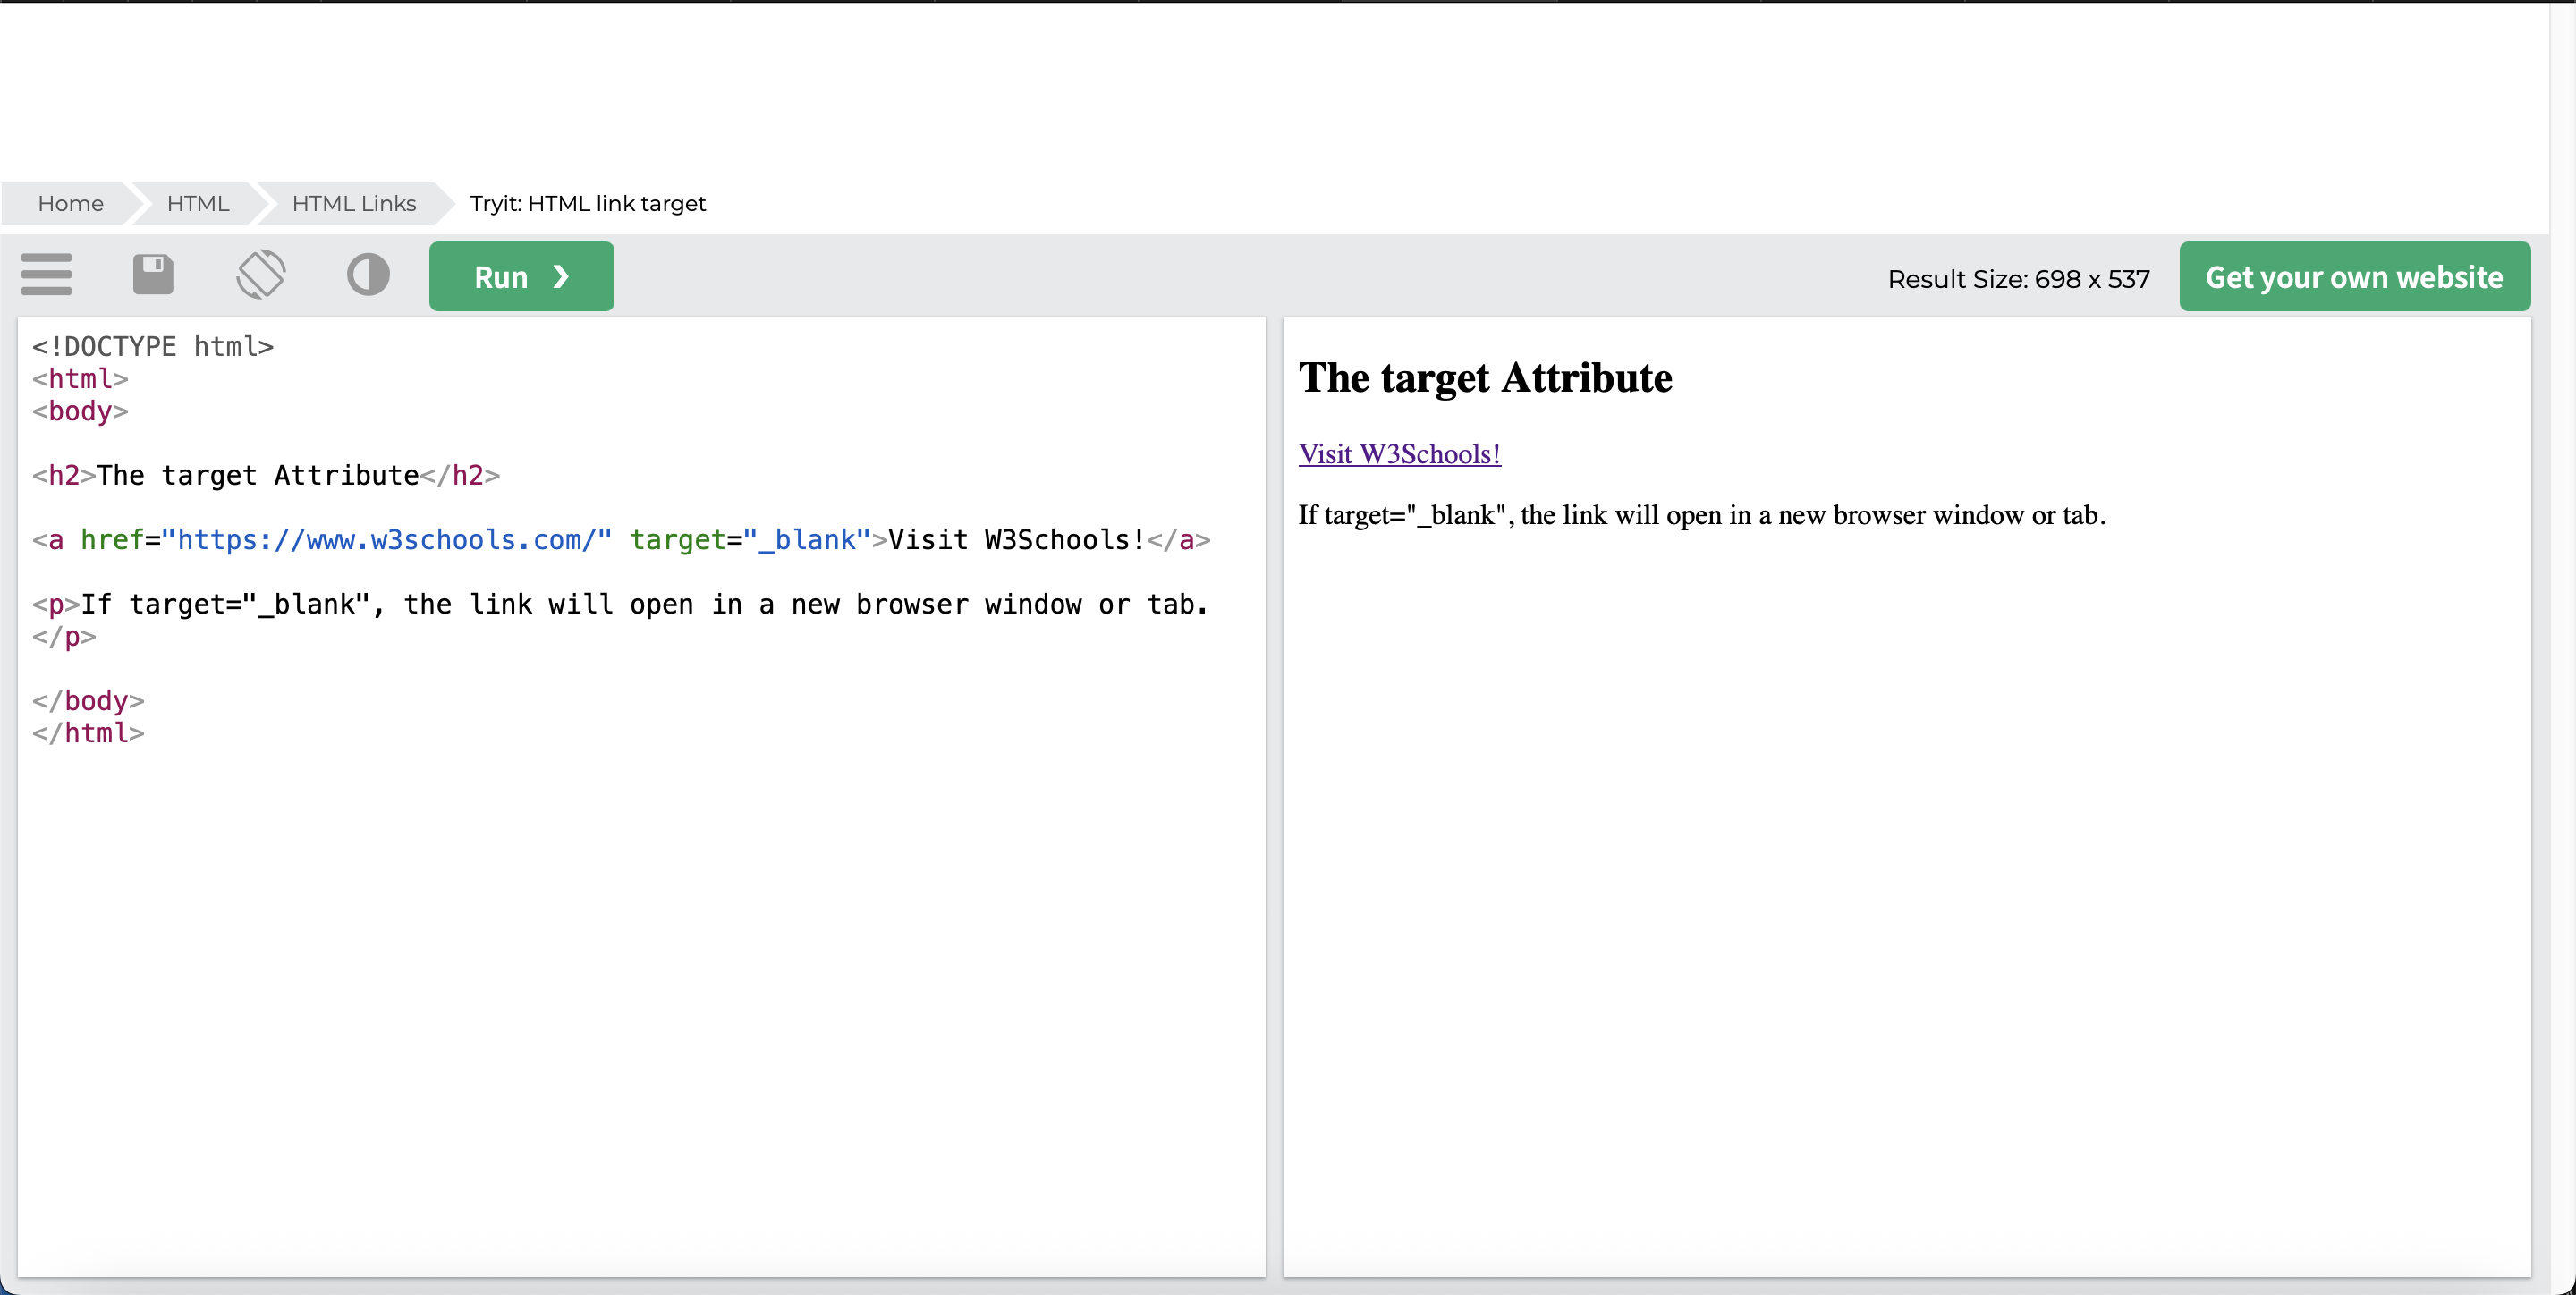 Home HTML HTML Links Tryit: HTML link target
Run ❯ Result Size: 698 x 537 Get your own website
<!DOCTYPE html>
<html>
<body>
<h2>The target Attribute</h2>
<a href="https://www.w3schools.com/" target="_blank">Visit W3Schools!</a>
<p>If target="_blank", the link will open in a new browser window or tab.
</p>
</body>
</html>
The target Attribute
Visit W3Schools!
If target="_blank", the link will open in a new browser window or tab.